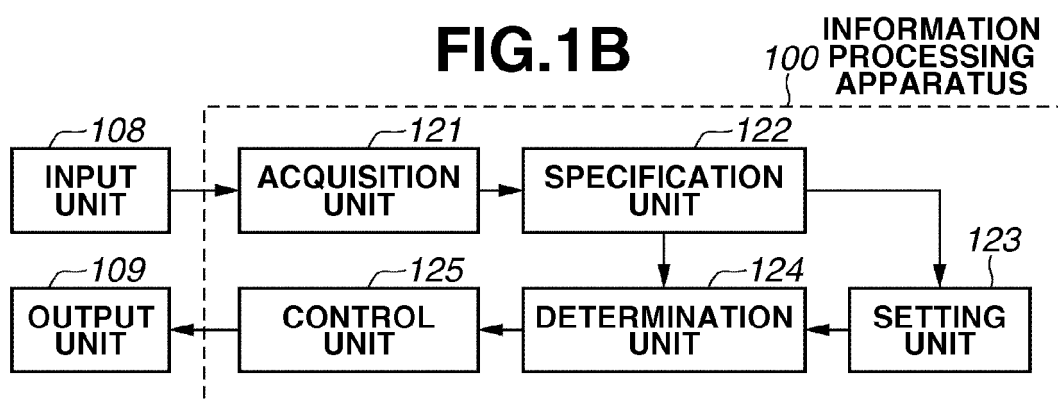 FIG.1B
100
INFORMATION
PROCESSING
APPARATUS
108
INPUT
UNIT
121
ACQUISITION
UNIT
122
SPECIFICATION
UNIT
123
SETTING
UNIT
124
DETERMINATION
UNIT
125
CONTROL
UNIT
109
OUTPUT
UNIT